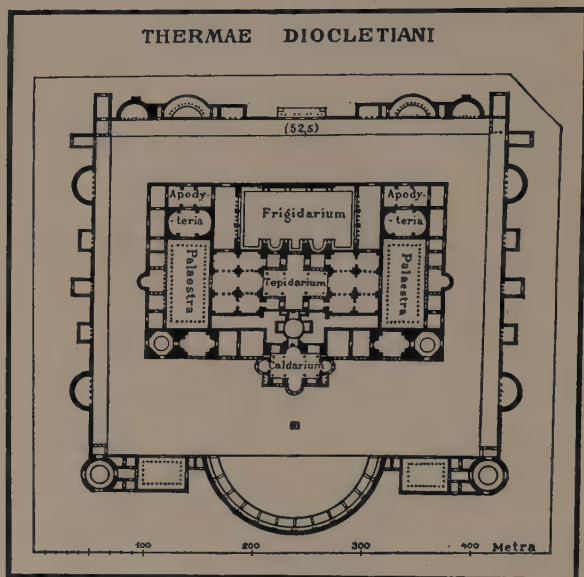 THERMAE DIOCLETIANI
(52,5)
Apody-
-teria
Frigidarium
Apody-
-teria
Palaestra
Palaestra
Tepidarium
Caldarium
100 200 300 400 Metra